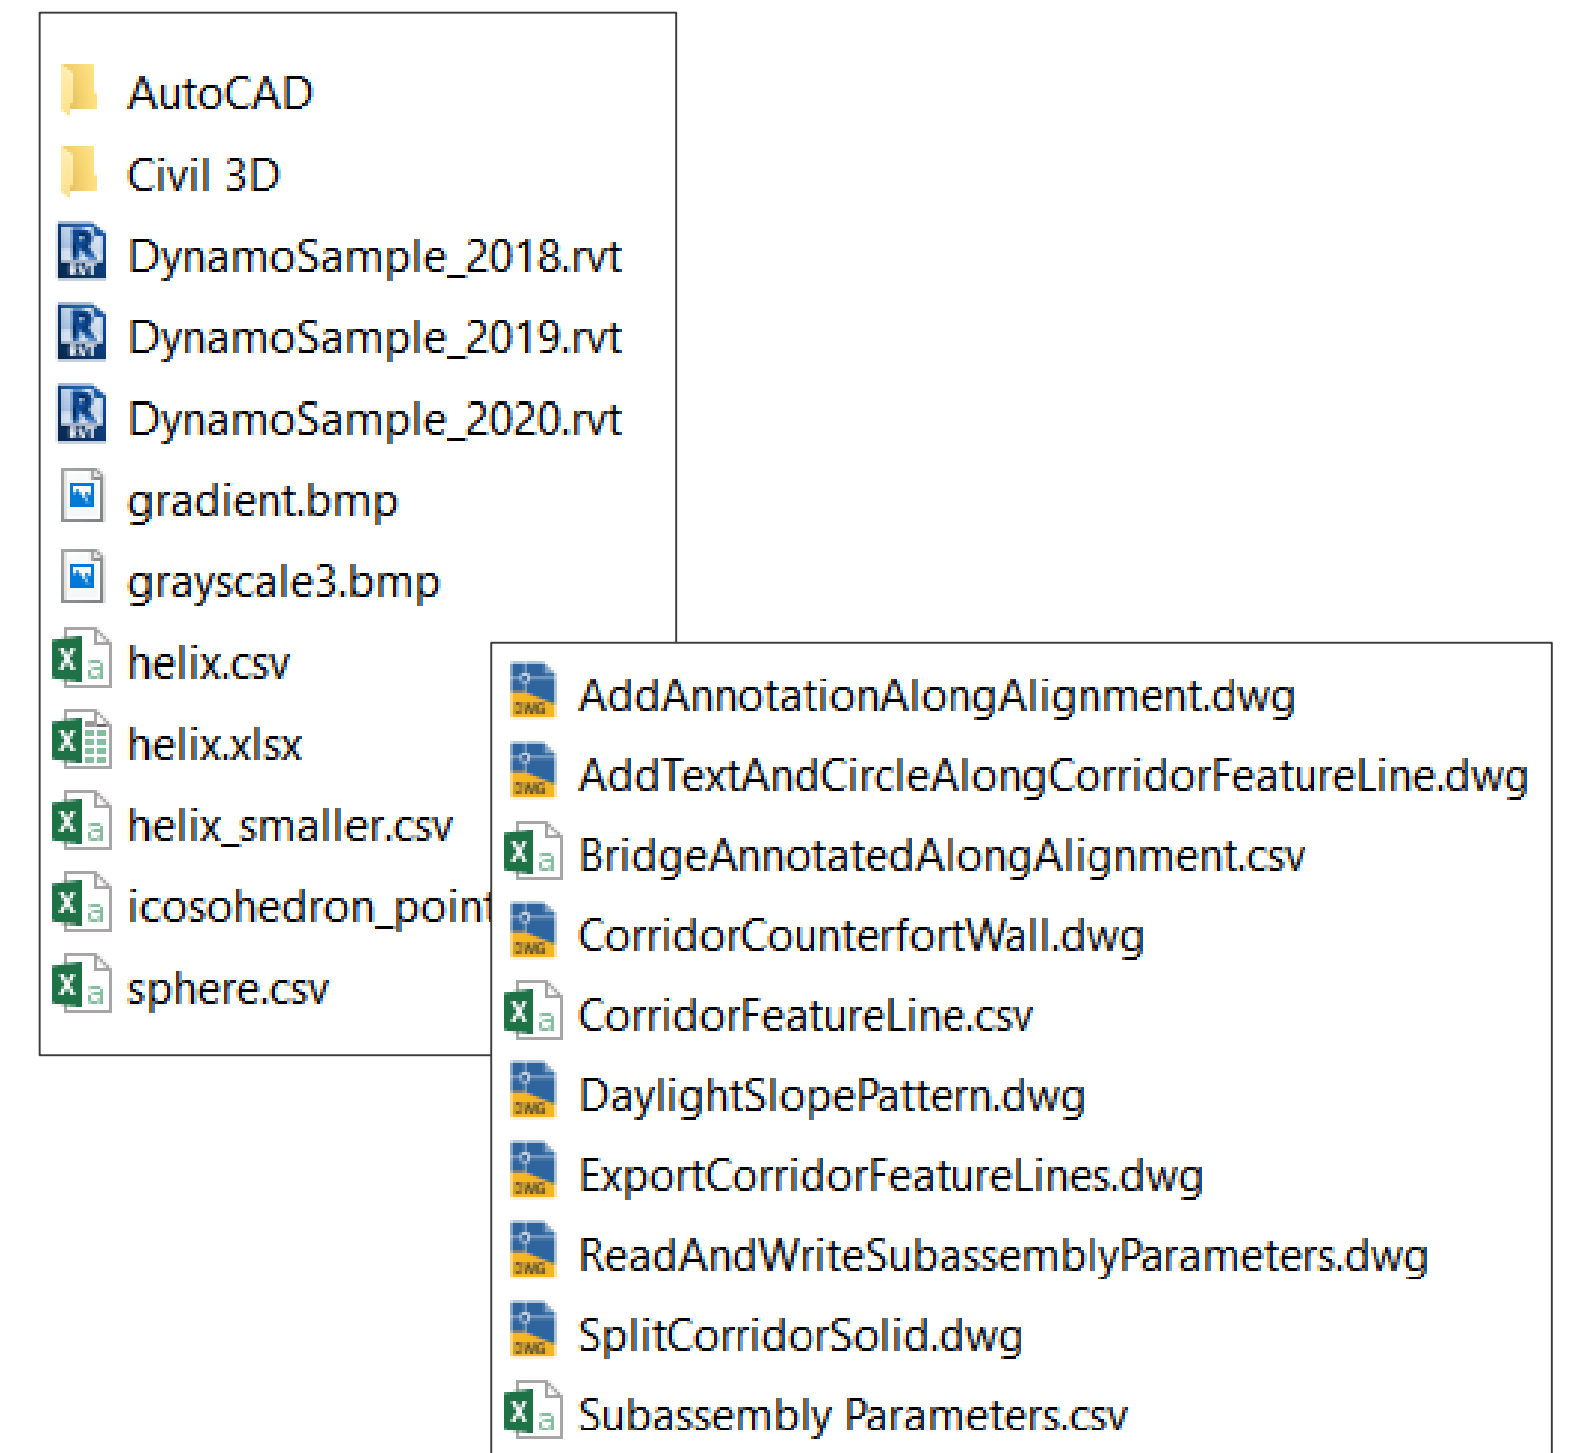 AutoCAD
Civil 3D
DynamoSample_2018.rvt
DynamoSample_2019.rvt
DynamoSample_2020.rvt
gradient.bmp
grayscale3.bmp
helix.csv
helix.xlsx
helix_smaller.csv
icosohedron_point
sphere.csv
AddAnnotationAlongAlignment.dwg
AddTextAndCircleAlongCorridorFeatureLine.dwg
BridgeAnnotatedAlongAlignment.csv
CorridorCounterfortWall.dwg
CorridorFeatureLine.csv
DaylightSlopePattern.dwg
ExportCorridorFeatureLines.dwg
ReadAndWriteSubassemblyParameters.dwg
SplitCorridorSolid.dwg
Subassembly Parameters.csv